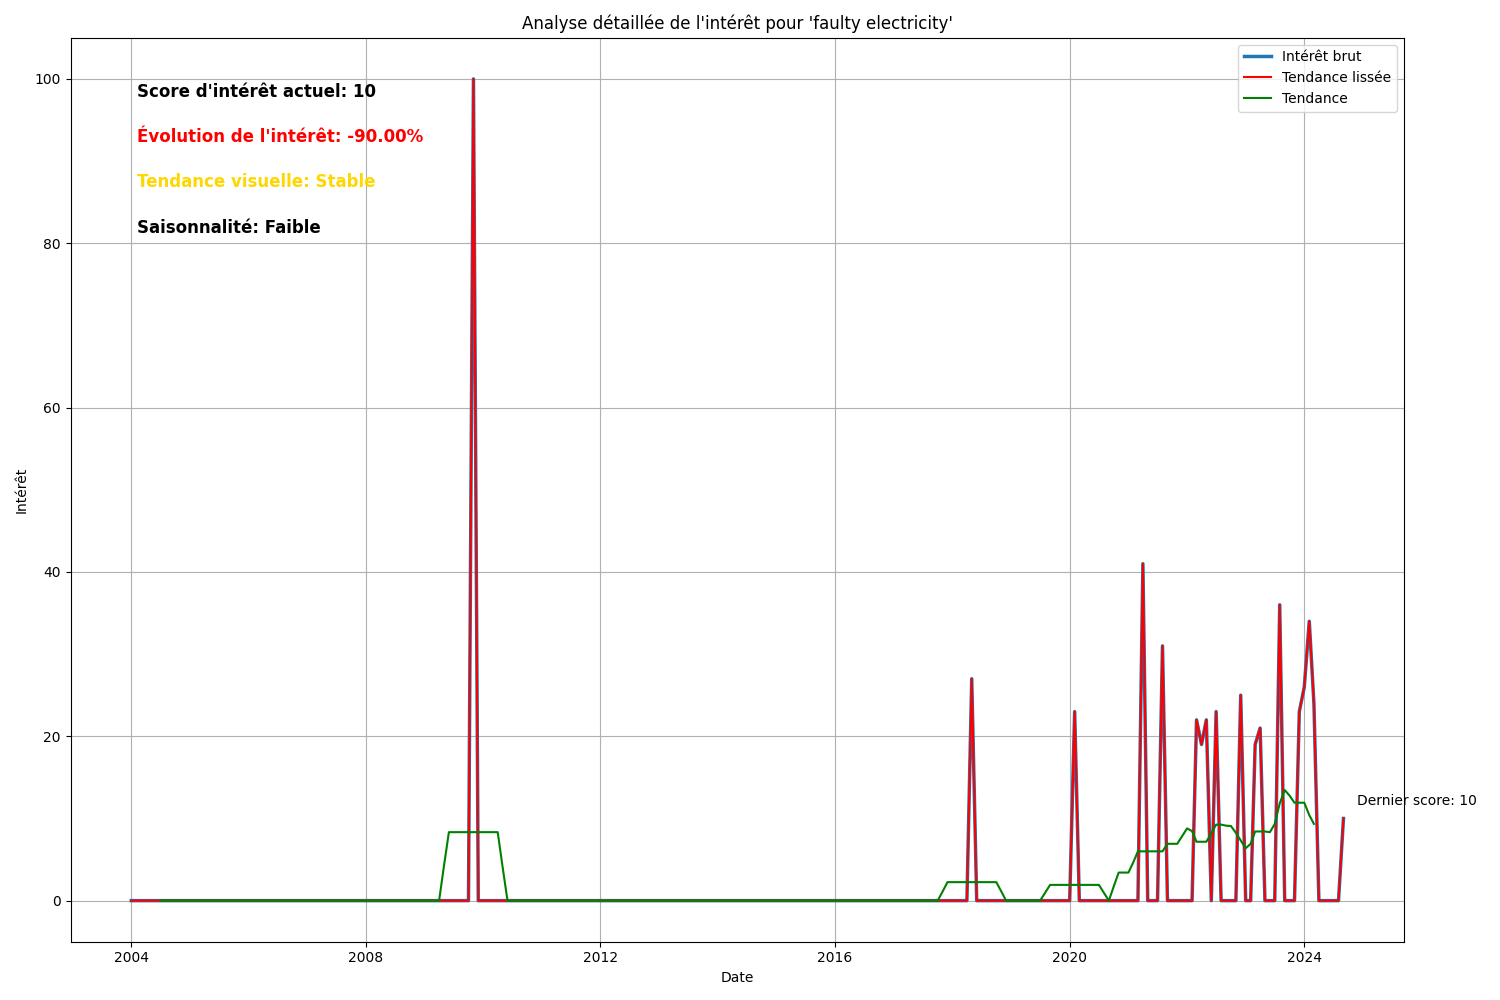 Analyse détaillée de l'intérêt pour 'faulty electricity'
Intérêt brut
Tendance lissée
Tendance
Score d'intérêt actuel: 10
Évolution de l'intérêt: -90.00%
Tendance visuelle: Stable
Saisonnalité: Faible
100
80
60
40
20
0
Intérêt
Dernier score: 10
2004
2008
2012
2016
2020
2024
Date